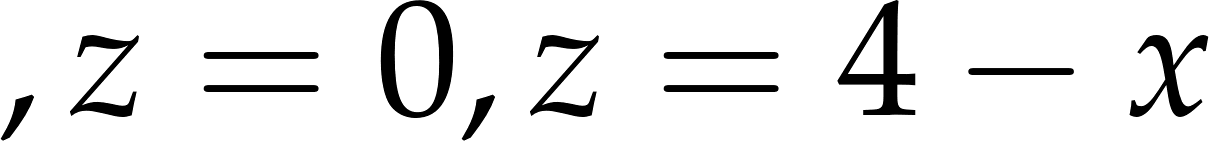 , z = 0, z = 4 − x